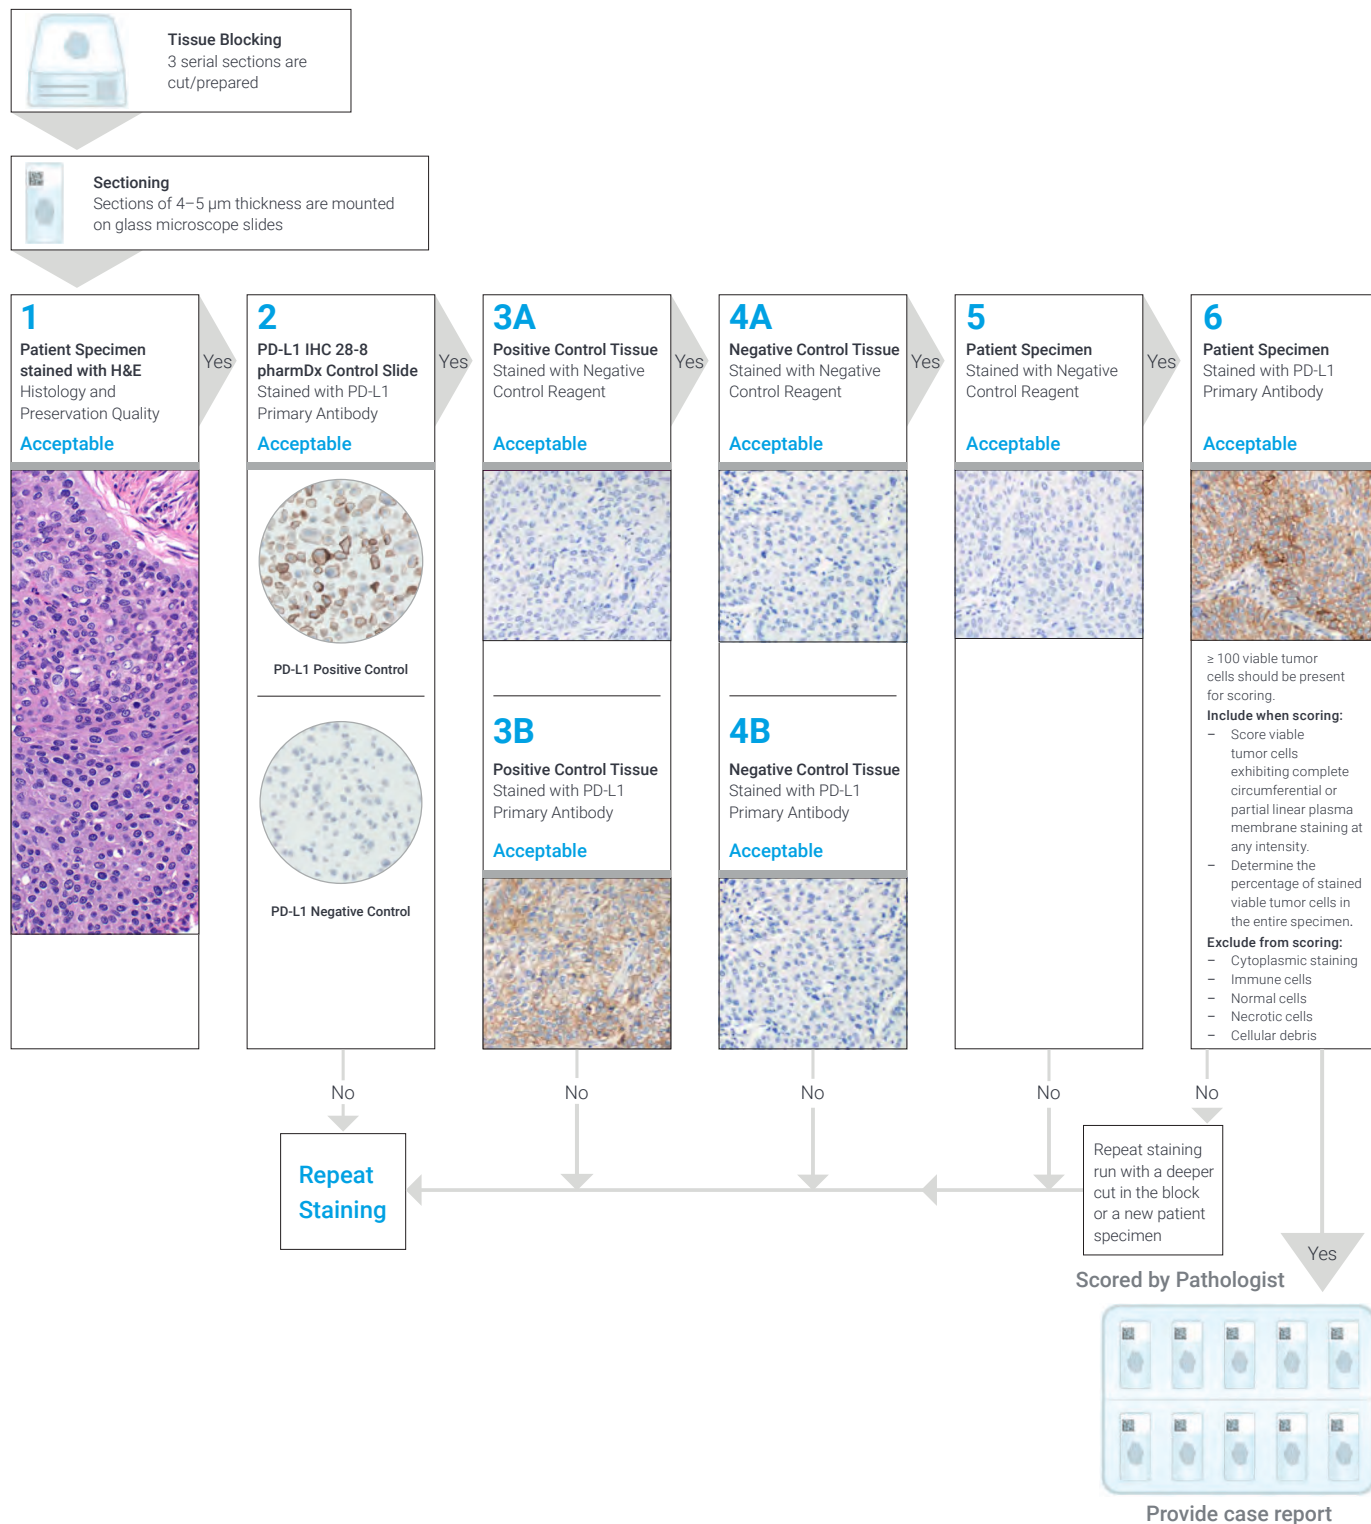 Tissue Blocking
3 serial sections are
cut/prepared
Sectioning
Sections of 4–5 µm thickness are mounted
on glass microscope slides
1
Patient Specimen
stained with H&E
Histology and
Preservation Quality
Acceptable
Yes
2
PD-L1 IHC 28-8
pharmDx Control Slide
Stained with PD-L1
Primary Antibody
Acceptable
PD-L1 Positive Control
PD-L1 Negative Control
Yes
3A
Positive Control Tissue
Stained with Negative
Control Reagent
Acceptable
3B
Positive Control Tissue
Stained with PD-L1
Primary Antibody
Acceptable
Yes
4A
Negative Control Tissue
Stained with Negative
Control Reagent
Acceptable
4B
Negative Control Tissue
Stained with PD-L1
Primary Antibody
Acceptable
Yes
5
Patient Specimen
Stained with Negative
Control Reagent
Acceptable
Yes
6
Patient Specimen
Stained with PD-L1
Primary Antibody
Acceptable
≥ 100 viable tumor
cells should be present
for scoring.
Include when scoring:
– Score viable
tumor cells
exhibiting complete
circumferential or
partial linear plasma
membrane staining at
any intensity.
– Determine the
percentage of stained
viable tumor cells in
the entire specimen.
Exclude from scoring:
– Cytoplasmic staining
– Immune cells
– Normal cells
– Necrotic cells
– Cellular debris
No
No
No
No
No
Repeat
Staining
Repeat staining
run with a deeper
cut in the block
or a new patient
specimen
Yes
Scored by Pathologist
Provide case report